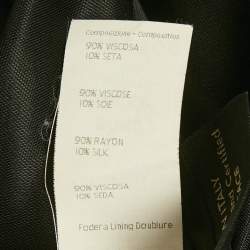 Composizione - Composition
90% VISCOSA
10% SETA
90% VISCOSE
10% SOIE
90% RAYON
10% SILK
90% VISCOSA
10% SEDA
Fodera Lining Doublure
ITALY